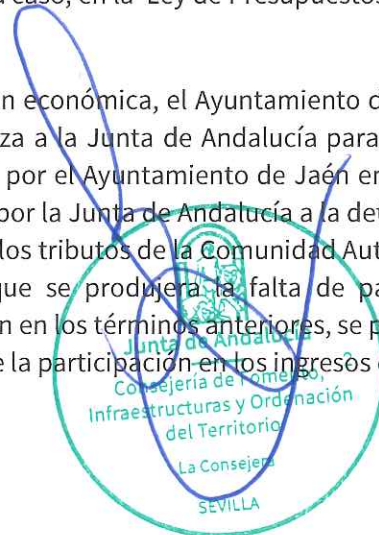 caso, en la Ley de Presupuestos
n económica, el Ayuntamiento d
za a la Junta de Andalucía para
por el Ayuntamiento de Jaén en
por la Junta de Andalucía a la det
los tributos de la Comunidad Aut
que se produjera la falta de pa
n en los términos anteriores, se p
e la participación en los ingresos
Junta de Andalucía
Consejería de Fomento,
Infraestructuras y Ordenación
del Territorio
La Consejera
SEVILLA